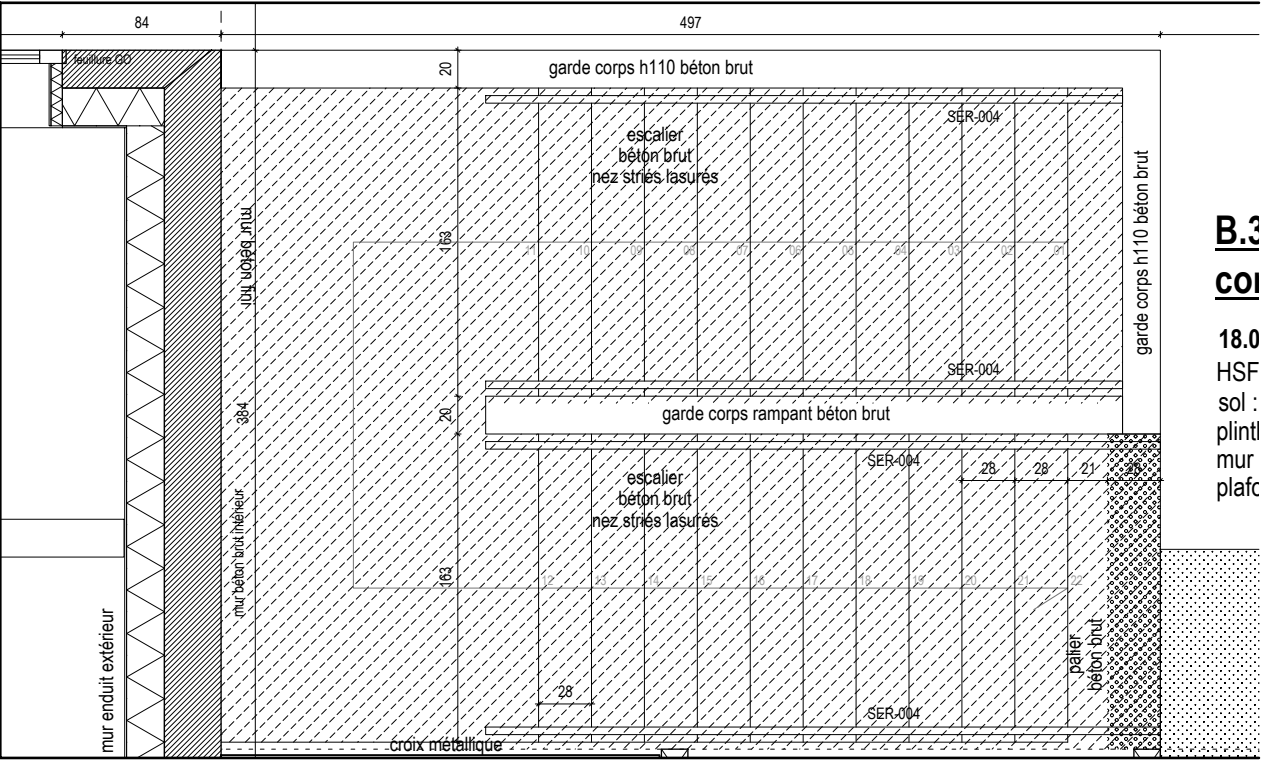 84
497
feuillure GO
20
garde corps h110 béton brut
SER-004
escalier
béton brut
nez striés lasurés
garde corps h110 béton brut
mur béton fini
163
11 10 09 08 07 06 05 04 03 02 01
B.3
18.0
HSF
sol :
mur
SER-004
384
20
garde corps rampant béton brut
SER-004
28 28 21 28
escalier
béton brut
nez striés lasurés
mur béton brut intérieur
163
12 13 14 15 16 17 18 19 20 21 22
mur enduit extérieur
palier
béton brut
28
SER-004
croix métallique